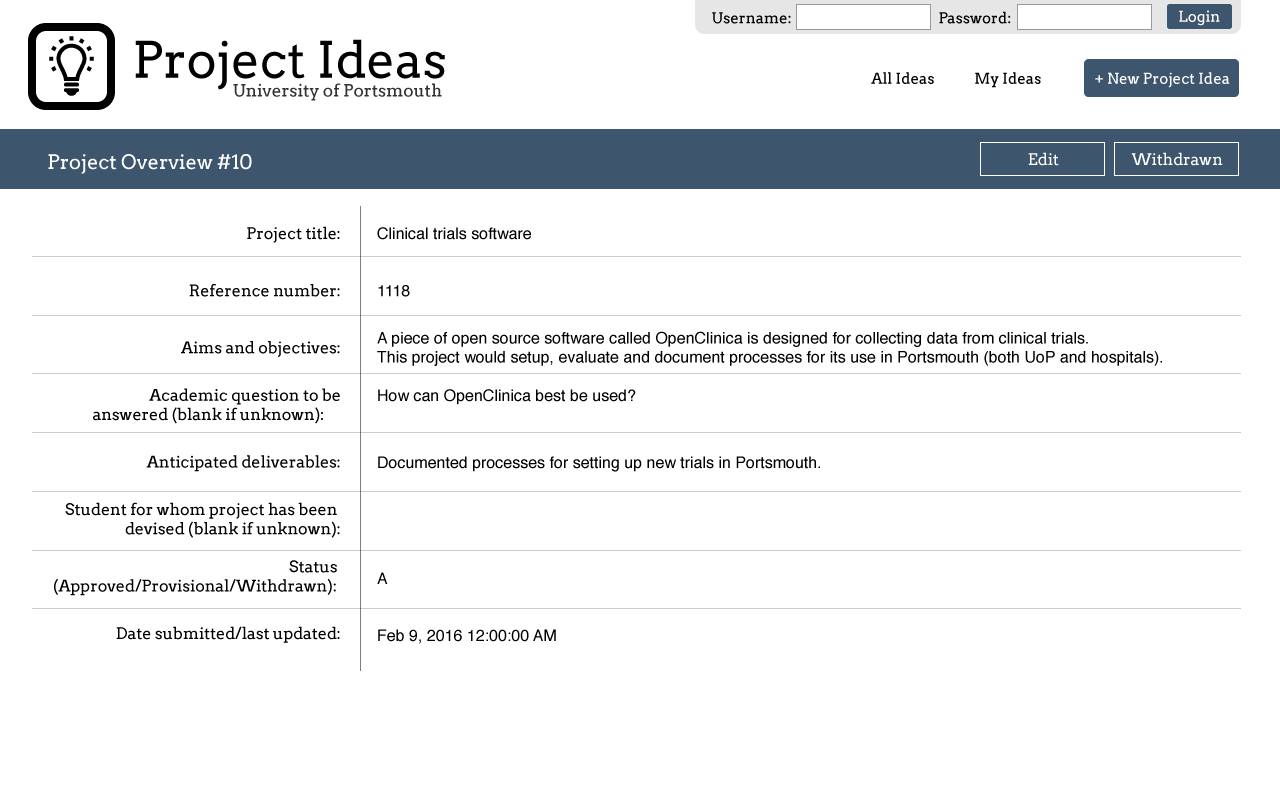 Username:
Password:
Login
Project Ideas
University of Portsmouth
All Ideas
My Ideas
+ New Project Idea
Project Overview #10
Edit
Withdrawn
Project title:
Clinical trials software
Reference number:
1118
Aims and objectives:
A piece of open source software called OpenClinica is designed for collecting data from clinical trials.
This project would setup, evaluate and document processes for its use in Portsmouth (both UoP and hospitals).
Academic question to be
answered (blank if unknown):
How can OpenClinica best be used?
Anticipated deliverables:
Documented processes for setting up new trials in Portsmouth.
Student for whom project has been
devised (blank if unknown):
Status
(Approved/Provisional/Withdrawn):
A
Date submitted/last updated:
Feb 9, 2016 12:00:00 AM